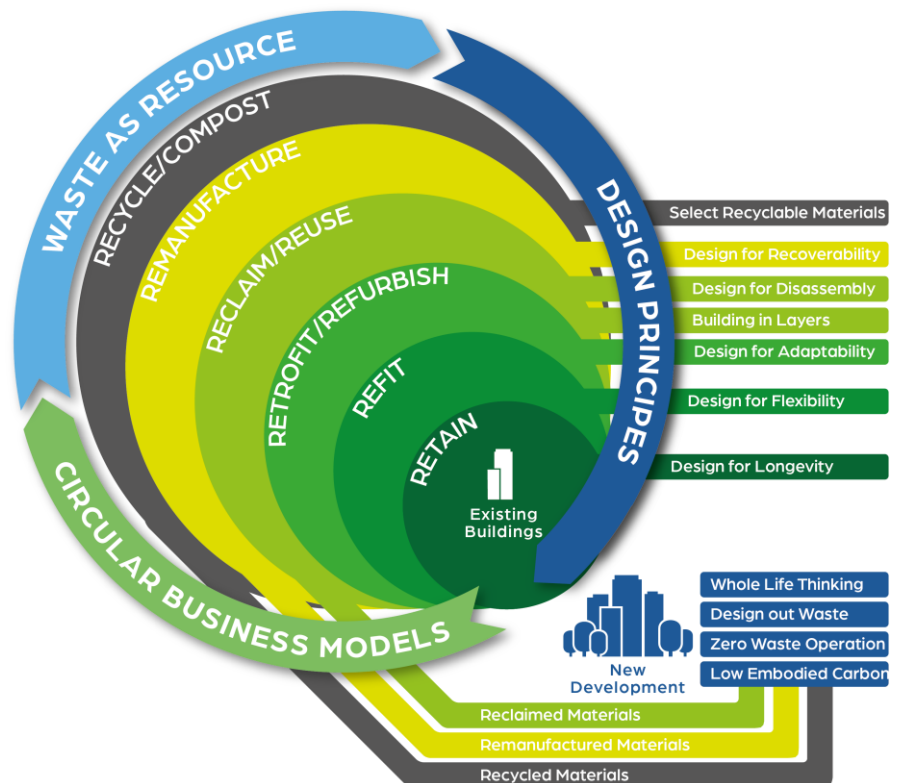 WASTE AS RESOURCE
RECYCLE/COMPOST
REMANUFACTURE
RECLAIM/REUSE
RETROFIT/REFURBISH
REFIT
RETAIN
Existing
Buildings
DESIGN PRINCIPES
CIRCULAR BUSINESS MODELS
Select Recyclable Materials
Design for Recoverability
Design for Disassembly
Building in Layers
Design for Adaptability
Design for Flexibility
Design for Longevity
New
Development
Whole Life Thinking
Design out Waste
Zero Waste Operation
Low Embodied Carbon
Reclaimed Materials
Remanufactured Materials
Recycled Materials